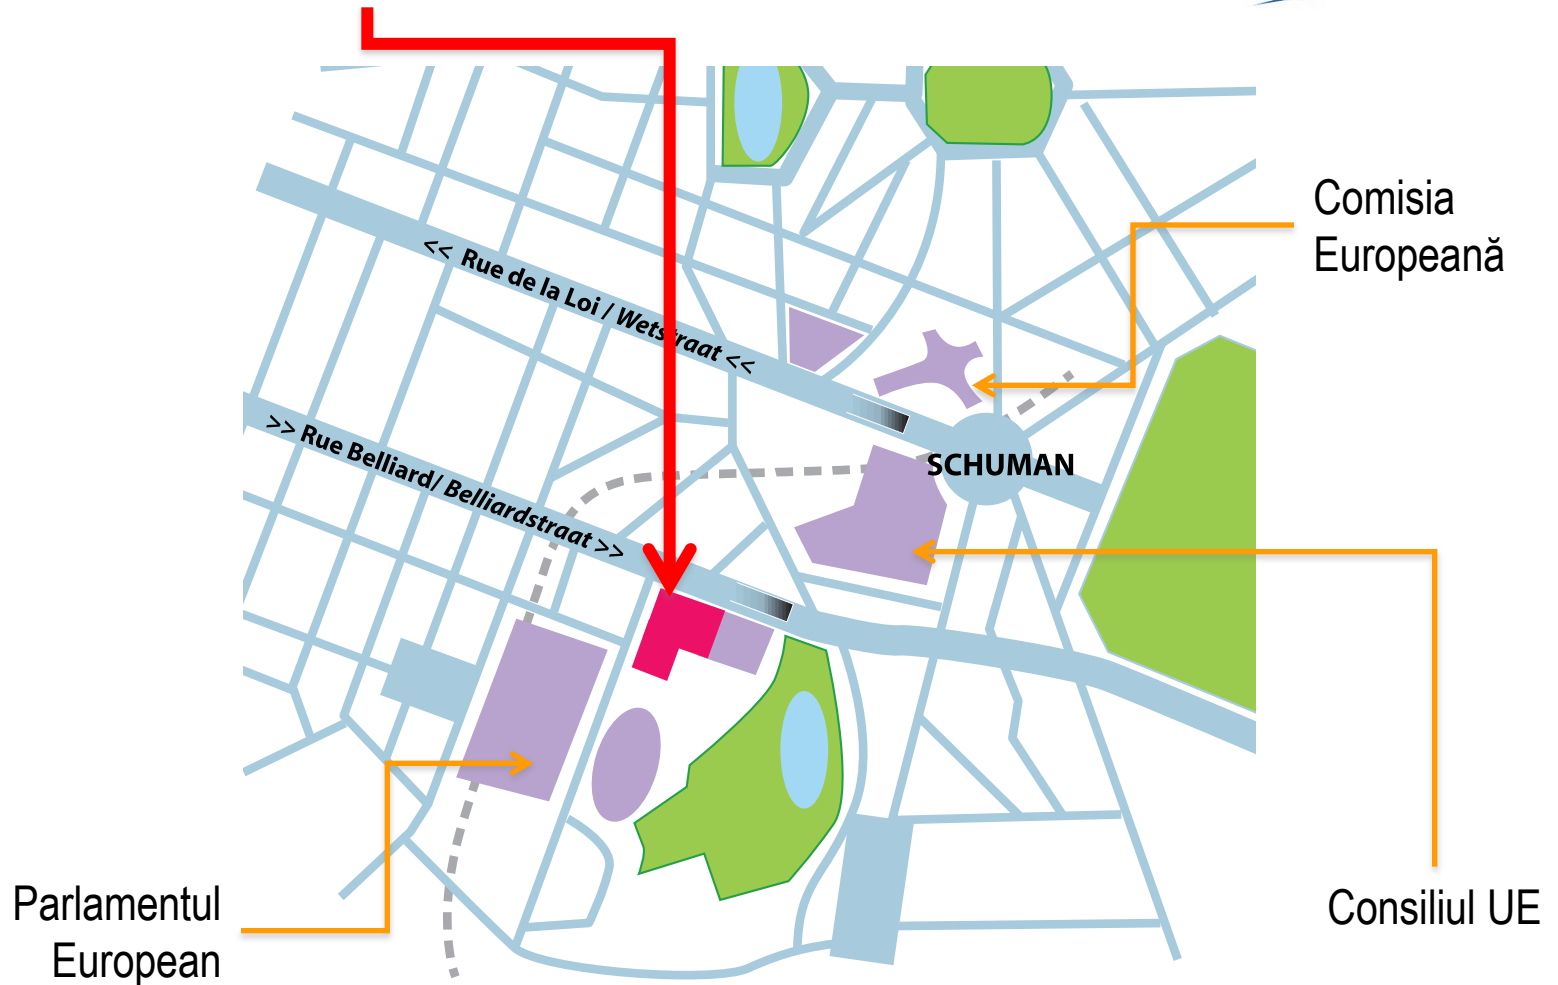 Comisia
Europeană
<< Rue de la Loi / Wetstraat <<
>> Rue Belliard/ Belliardstraat >>
SCHUMAN
Parlamentul
European
Consiliul UE